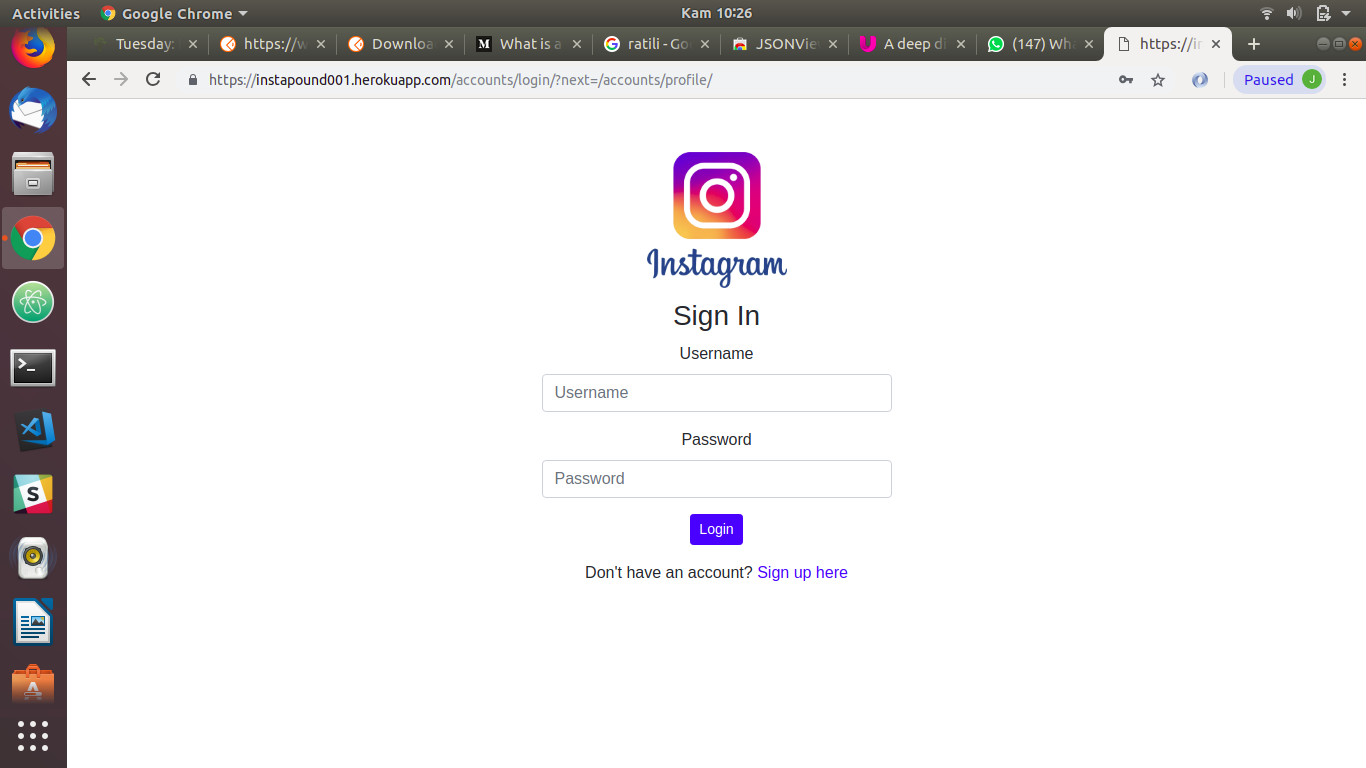 Activities Google Chrome Kam 10:26
Tuesday: https://w Downloa What is a ratili - Go JSONVie A deep di (147) Wh https://i
https://instapound001.herokuapp.com/accounts/login/?next=/accounts/profile/ Paused J
Instagram
Sign In
Username
Username
Password
Password
Login
Don't have an account? Sign up here